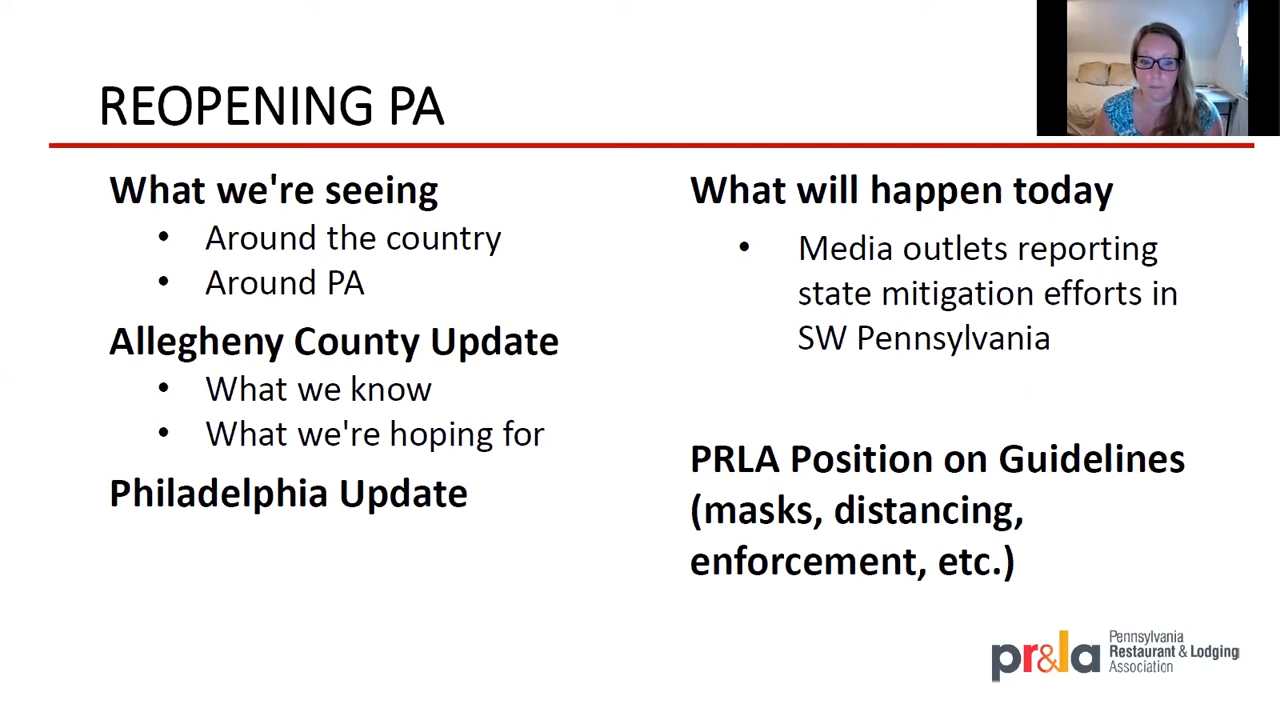 REOPENING PA
What we're seeing
• Around the country
• Around PA
Allegheny County Update
• What we know
• What we're hoping for
Philadelphia Update
What will happen today
• Media outlets reporting
state mitigation efforts in
SW Pennsylvania
PRLA Position on Guidelines
(masks, distancing,
enforcement, etc.)
pr&la
Pennsylvania
Restaurant & Lodging
Association